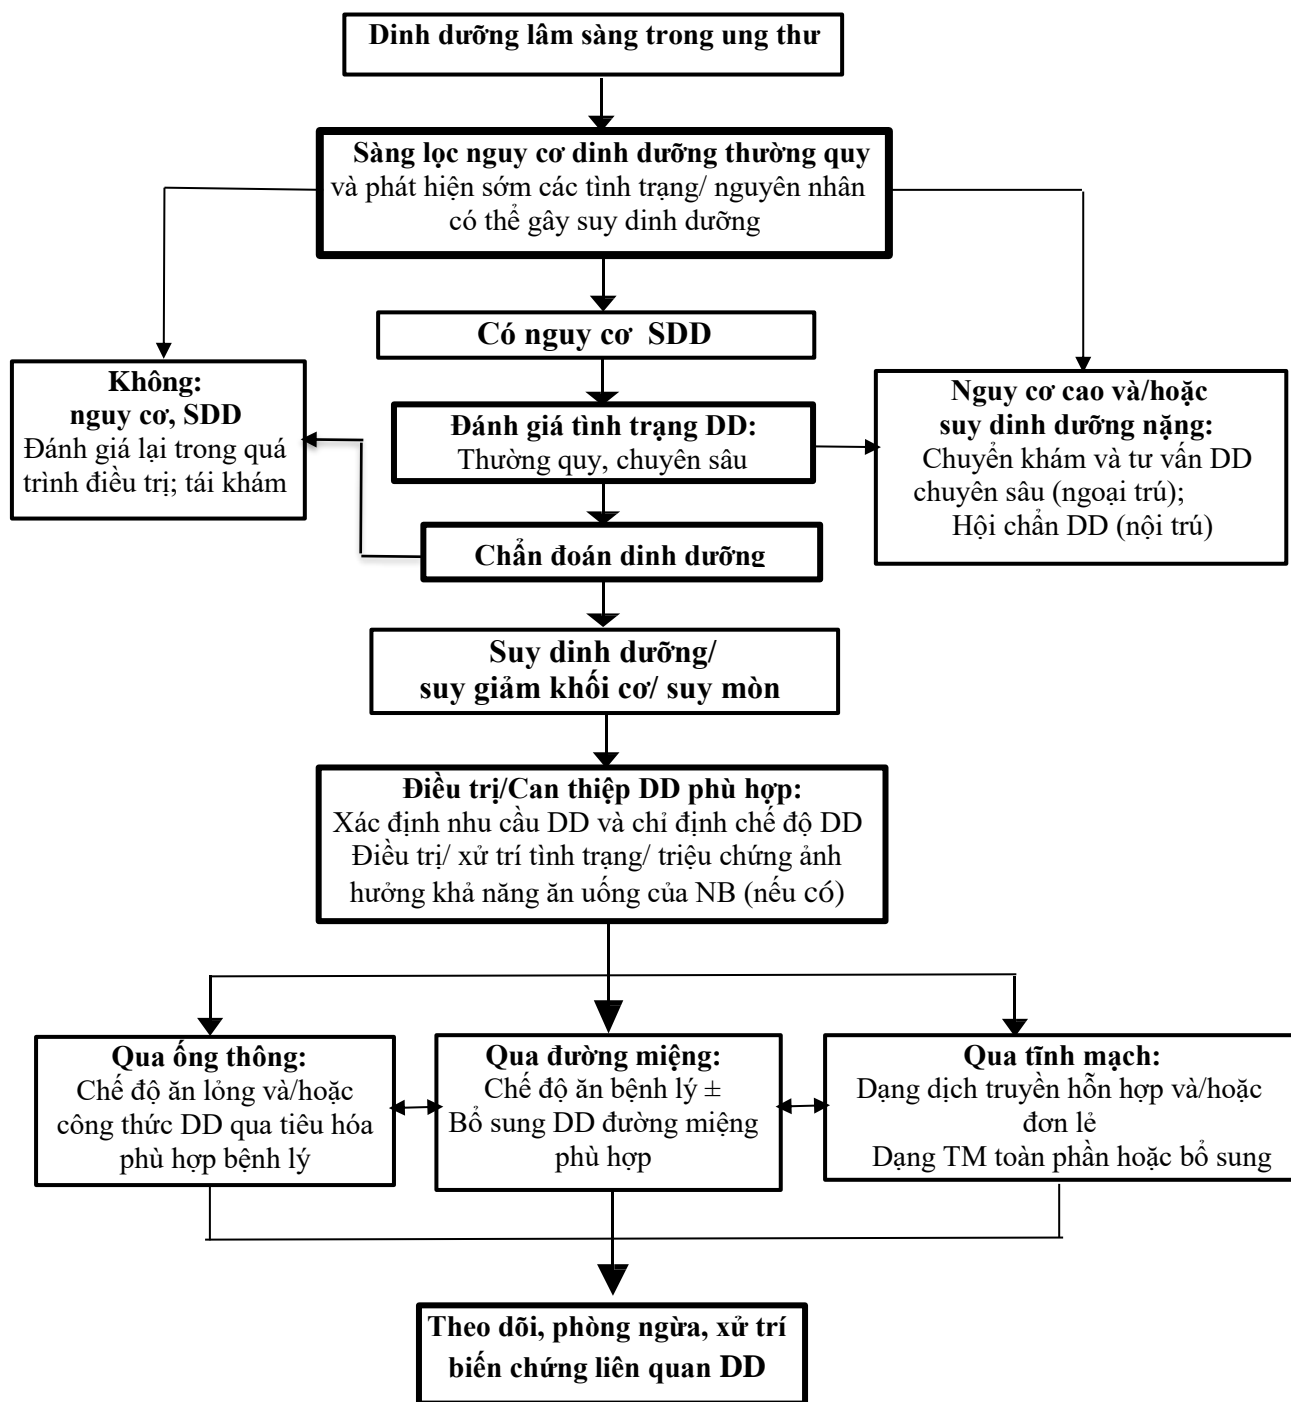 Dinh dưỡng lâm sàng trong ung thư
Sàng lọc nguy cơ dinh dưỡng thường quy
và phát hiện sớm các tình trạng/ nguyên nhân
có thể gây suy dinh dưỡng
Có nguy cơ SDD
Không:
nguy cơ, SDD
Đánh giá lại trong quá
trình điều trị; tái khám
Đánh giá tình trạng DD:
Thường quy, chuyên sâu
Nguy cơ cao và/hoặc
suy dinh dưỡng nặng:
Chuyển khám và tư vấn DD
chuyên sâu (ngoại trú);
Hội chẩn DD (nội trú)
Chẩn đoán dinh dưỡng
Suy dinh dưỡng/
suy giảm khối cơ/ suy mòn
Điều trị/Can thiệp DD phù hợp:
Xác định nhu cầu DD và chỉ định chế độ DD
Điều trị/ xử trí tình trạng/ triệu chứng ảnh
hưởng khả năng ăn uống của NB (nếu có)
Qua ống thông:
Chế độ ăn lỏng và/hoặc
công thức DD qua tiêu hóa
phù hợp bệnh lý
Qua đường miệng:
Chế độ ăn bệnh lý ±
Bổ sung DD đường miệng
phù hợp
Qua tĩnh mạch:
Dạng dịch truyền hỗn hợp và/hoặc
đơn lẻ
Dạng TM toàn phần hoặc bổ sung
Theo dõi, phòng ngừa, xử trí
biến chứng liên quan DD